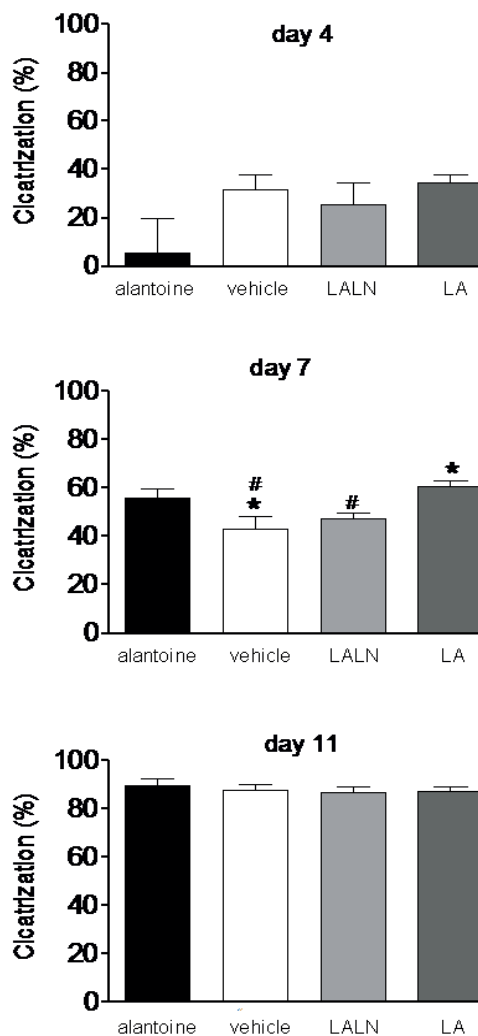 day 4
Cicatrization (%)
100
80
60
40
20
0
alantoine vehicle LALN LA
day 7
Cicatrization (%)
100
80
60
40
20
0
#
* # *
alantoine vehicle LALN LA
day 11
Cicatrization (%)
100
80
60
40
20
0
alantoine vehicle LALN LA